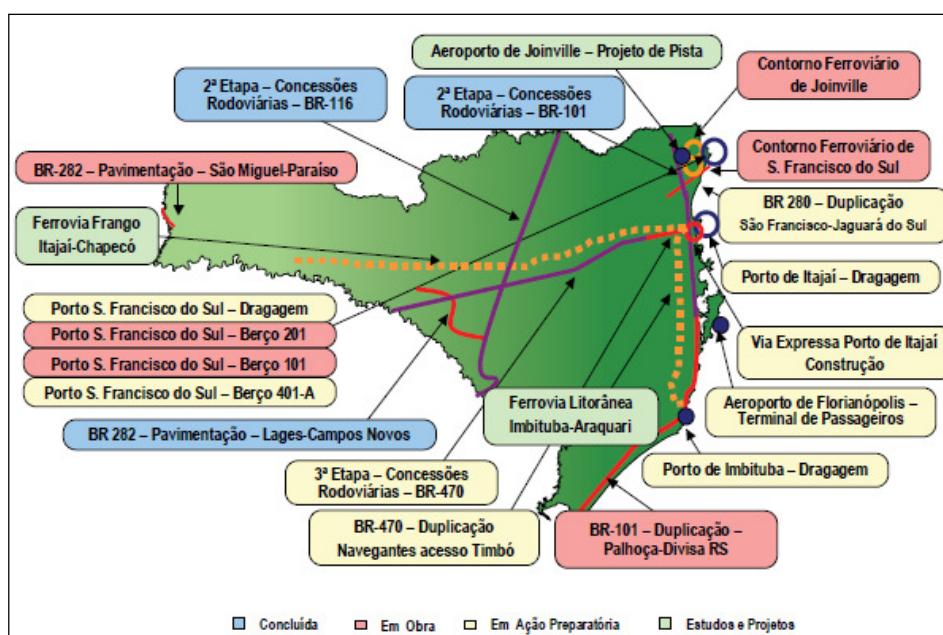 Aeroporto de Joinville – Projeto de Pista
2ª Etapa – Concessões
Rodoviárias – BR-116
2ª Etapa – Concessões
Rodoviárias – BR-101
Contorno Ferroviário
de Joinville
BR-282 – Pavimentação – São Miguel-Paraíso
Contorno Ferroviário de
S. Francisco do Sul
Ferrovia Frango
Itajaí-Chapecó
BR 280 – Duplicação
São Francisco-Jaguará do Sul
Porto de Itajaí – Dragagem
Porto S. Francisco do Sul – Dragagem
Porto S. Francisco do Sul – Berço 201
Porto S. Francisco do Sul – Berço 101
Porto S. Francisco do Sul – Berço 401-A
Via Expressa Porto de Itajaí
Construção
Ferrovia Litorânea
Imbituba-Araquari
Aeroporto de Florianópolis –
Terminal de Passageiros
BR 282 – Pavimentação – Lages-Campos Novos
3ª Etapa – Concessões
Rodoviárias – BR-470
Porto de Imbituba – Dragagem
BR-470 – Duplicação
Navegantes acesso Timbó
BR-101 – Duplicação –
Palhoça-Divisa RS
Concluída
Em Obra
Em Ação Preparatória
Estudos e Projetos